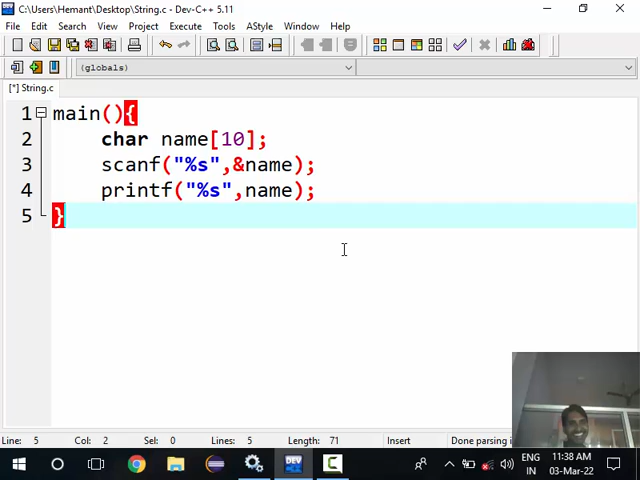 C:\Users\Hemant\Desktop\String.c - Dev-C++ 5.11
File Edit Search View Project Execute Tools AStyle Window Help
(globals)
[*] String.c
1 main(){
2 char name[10];
3 scanf("%s",&name);
4 printf("%s",name);
5 }
Line: 5 Col: 2 Sel: 0 Lines: 5 Length: 71 Insert Done parsing i
ENG 11:38 AM
IN 03-Mar-22